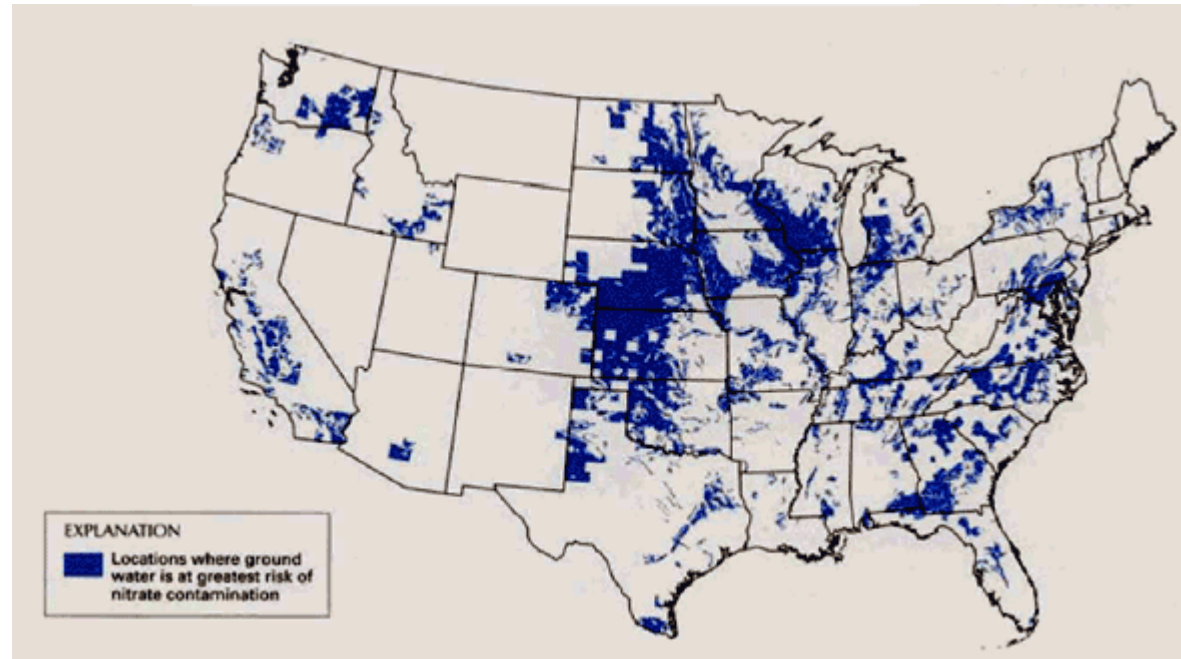 EXPLANATION
Locations where ground
water is at greatest risk of
nitrate contamination